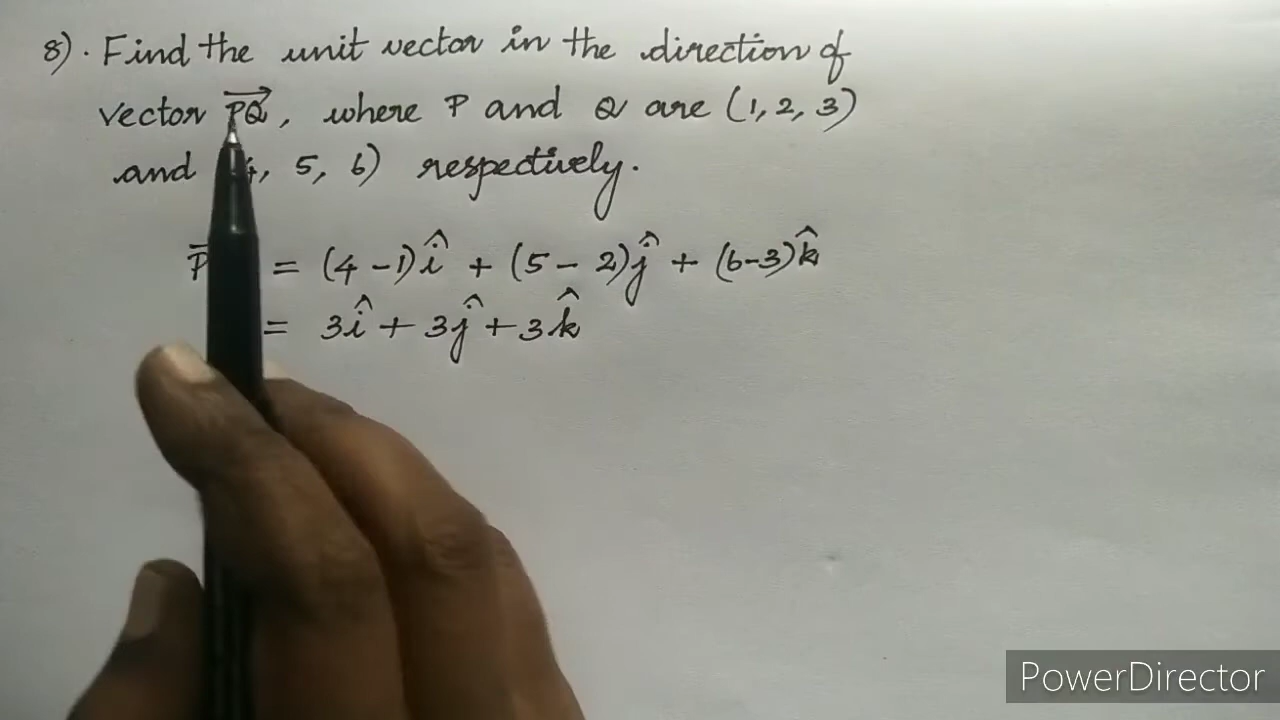 8). Find the unit vector in the direction of
vector PQ, where P and Q are (1, 2, 3)
and 4, 5, 6) respectively.
P = (4 - 1)î + (5 - 2)ĵ + (6-3)k̂
= 3î + 3ĵ + 3k̂
PowerDirector